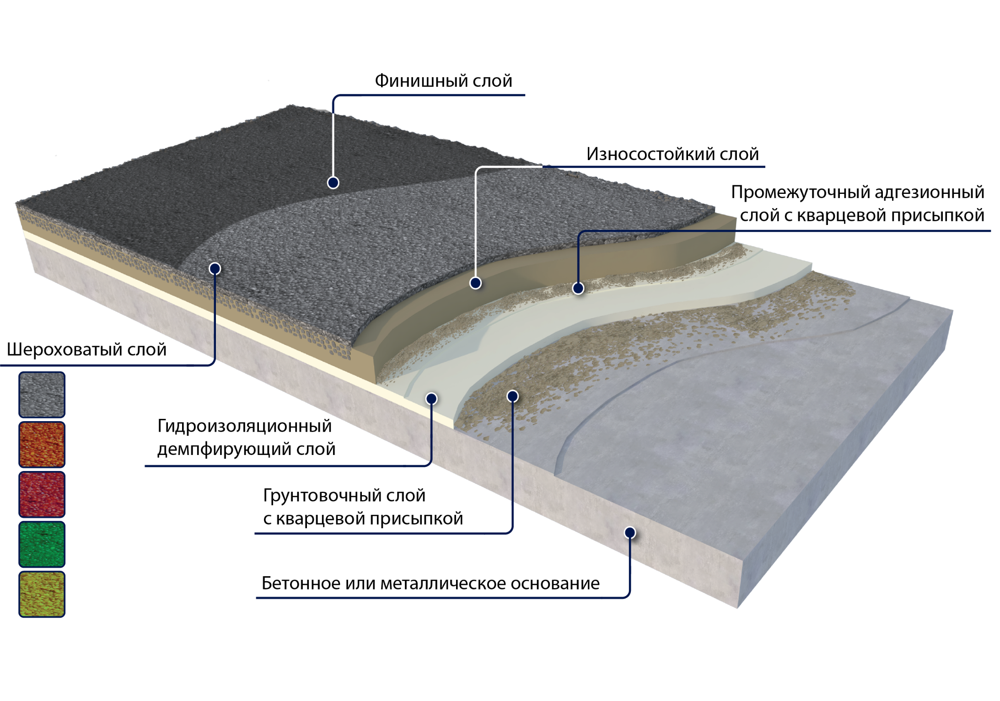 Финишный слой
Износостойкий слой
Промежуточный адгезионный
слой с кварцевой присыпкой
Шероховатый слой
Гидроизоляционный
демпфирующий слой
Грунтовочный слой
с кварцевой присыпкой
Бетонное или металлическое основание